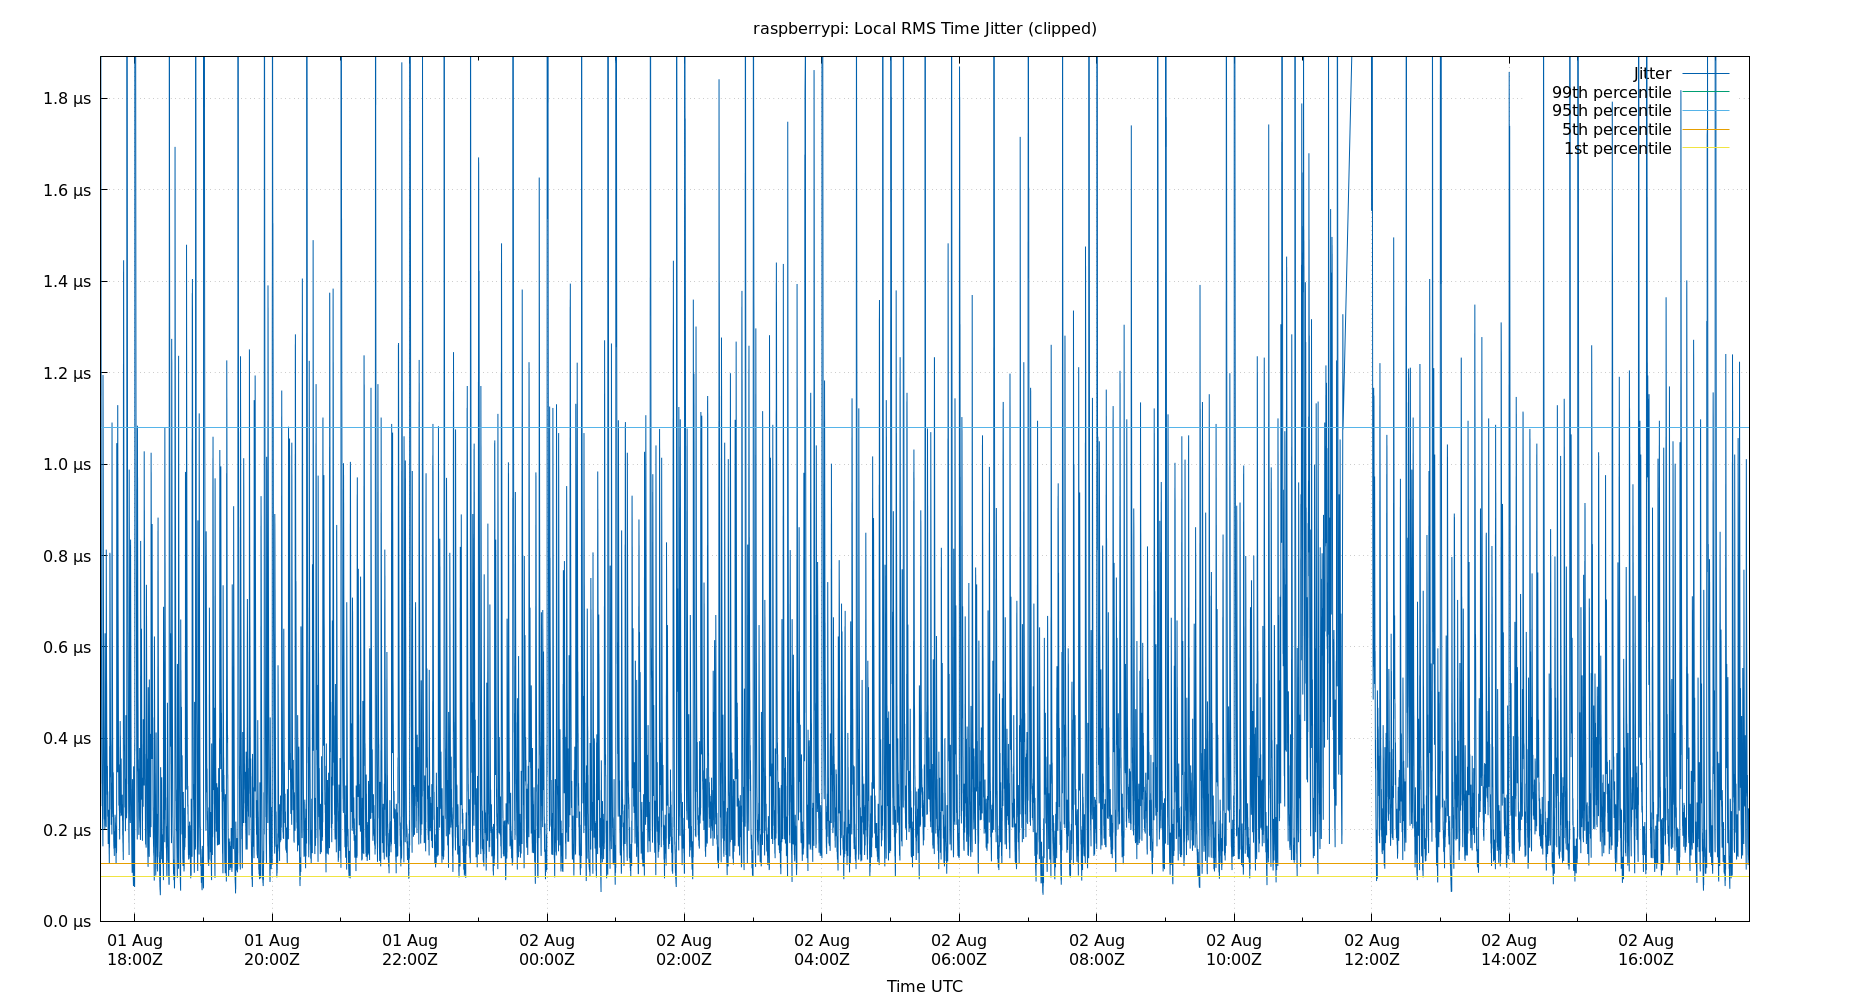 raspberrypi: Local RMS Time Jitter (clipped)
Jitter
99th percentile
95th percentile
5th percentile
1st percentile
1.8 µs
1.6 µs
1.4 µs
1.2 µs
1.0 µs
0.8 µs
0.6 µs
0.4 µs
0.2 µs
0.0 µs
01 Aug 01 Aug 01 Aug 02 Aug 02 Aug 02 Aug 02 Aug 02 Aug 02 Aug 02 Aug 02 Aug 02 Aug
18:00Z 20:00Z 22:00Z 00:00Z 02:00Z 04:00Z 06:00Z 08:00Z 10:00Z 12:00Z 14:00Z 16:00Z
Time UTC